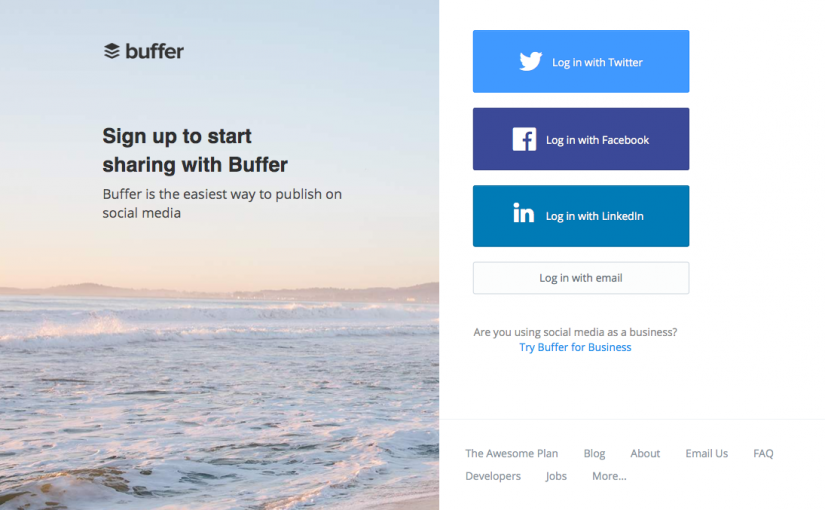 buffer
Sign up to start
sharing with Buffer
Buffer is the easiest way to publish on
social media
Log in with Twitter
Log in with Facebook
Log in with LinkedIn
Log in with email
Are you using social media as a business?
Try Buffer for Business
The Awesome Plan Blog About Email Us FAQ
Developers Jobs More...